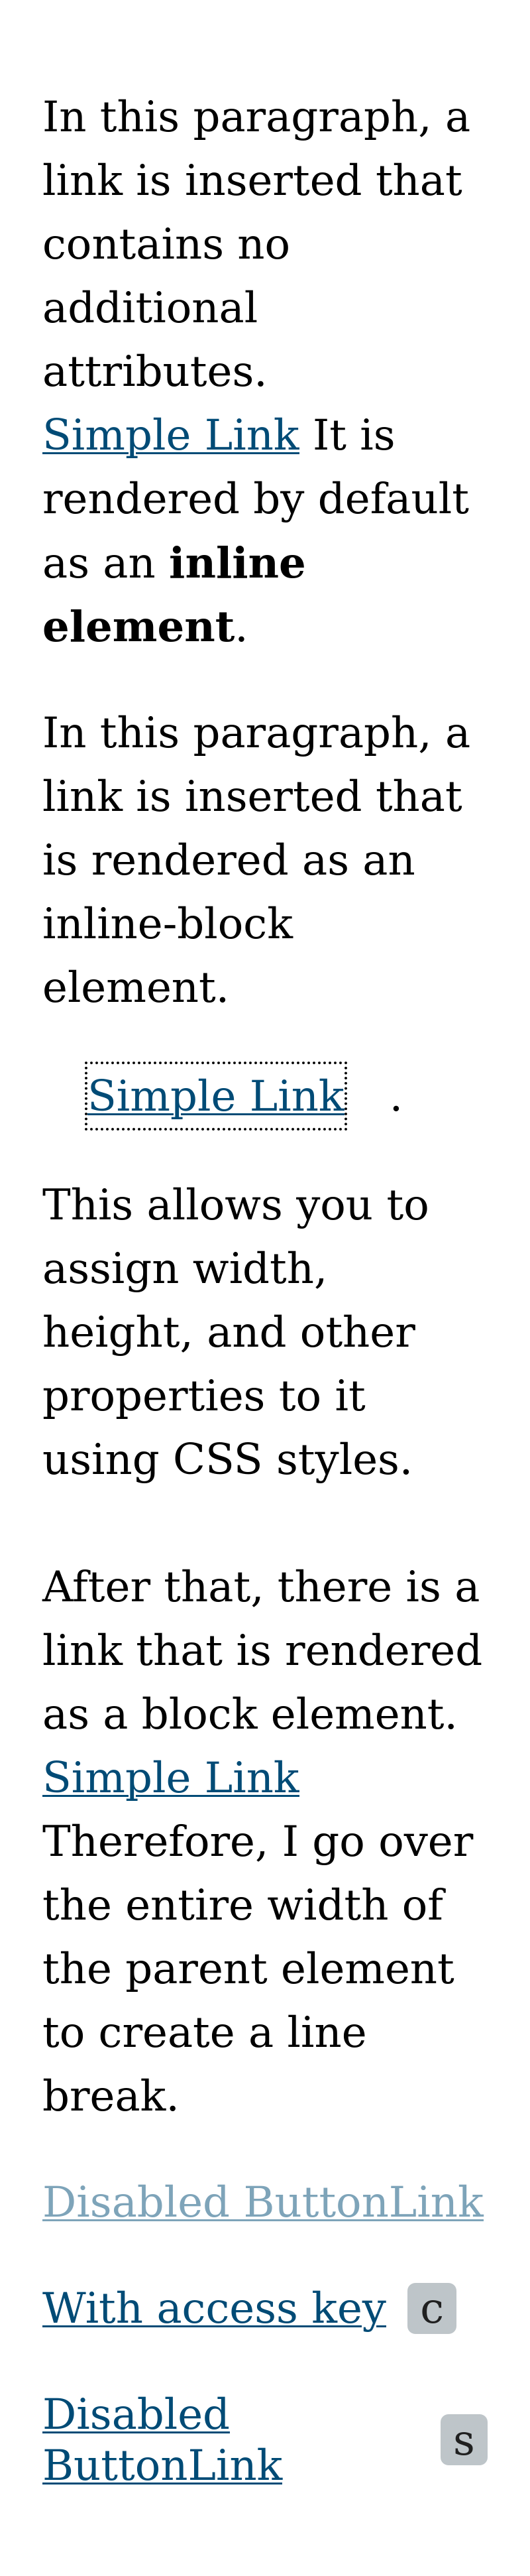 In this paragraph, a
link is inserted that
contains no
additional
attributes.
Simple Link It is
rendered by default
as an inline
element.
In this paragraph, a
link is inserted that
is rendered as an
inline-block
element.
Simple Link .
This allows you to
assign width,
height, and other
properties to it
using CSS styles.
After that, there is a
link that is rendered
as a block element.
Simple Link
Therefore, I go over
the entire width of
the parent element
to create a line
break.
Disabled ButtonLink
With access key c
Disabled
ButtonLink s